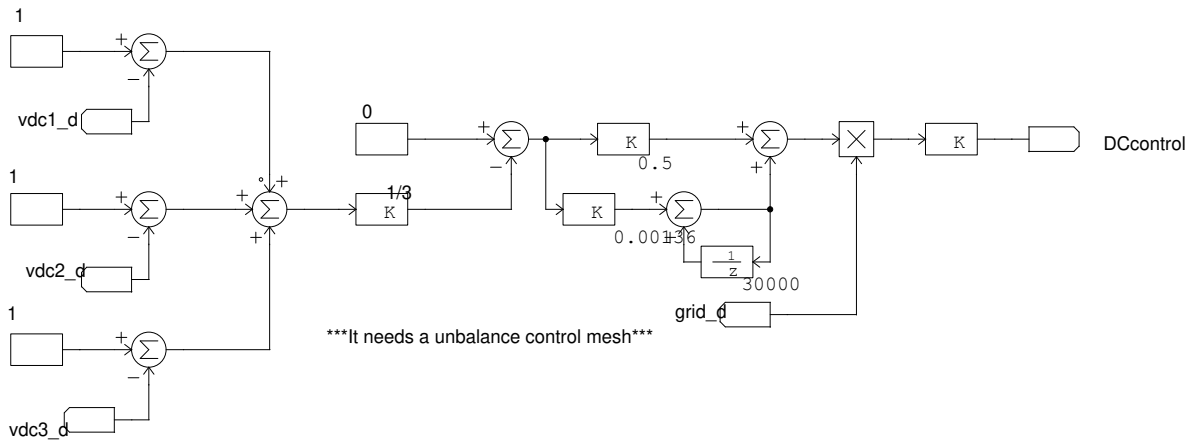 1
+
Σ
−
vdc1_d
1
+
Σ
−
vdc2_d
1
+
Σ
−
vdc3_d
+
+
Σ
+
1/3
K
0
+
Σ
−
K
0.5
K
0.00136
+
Σ
+
1
z
30000
+
Σ
+
×
K
DCcontrol
grid_d
***It needs a unbalance control mesh***